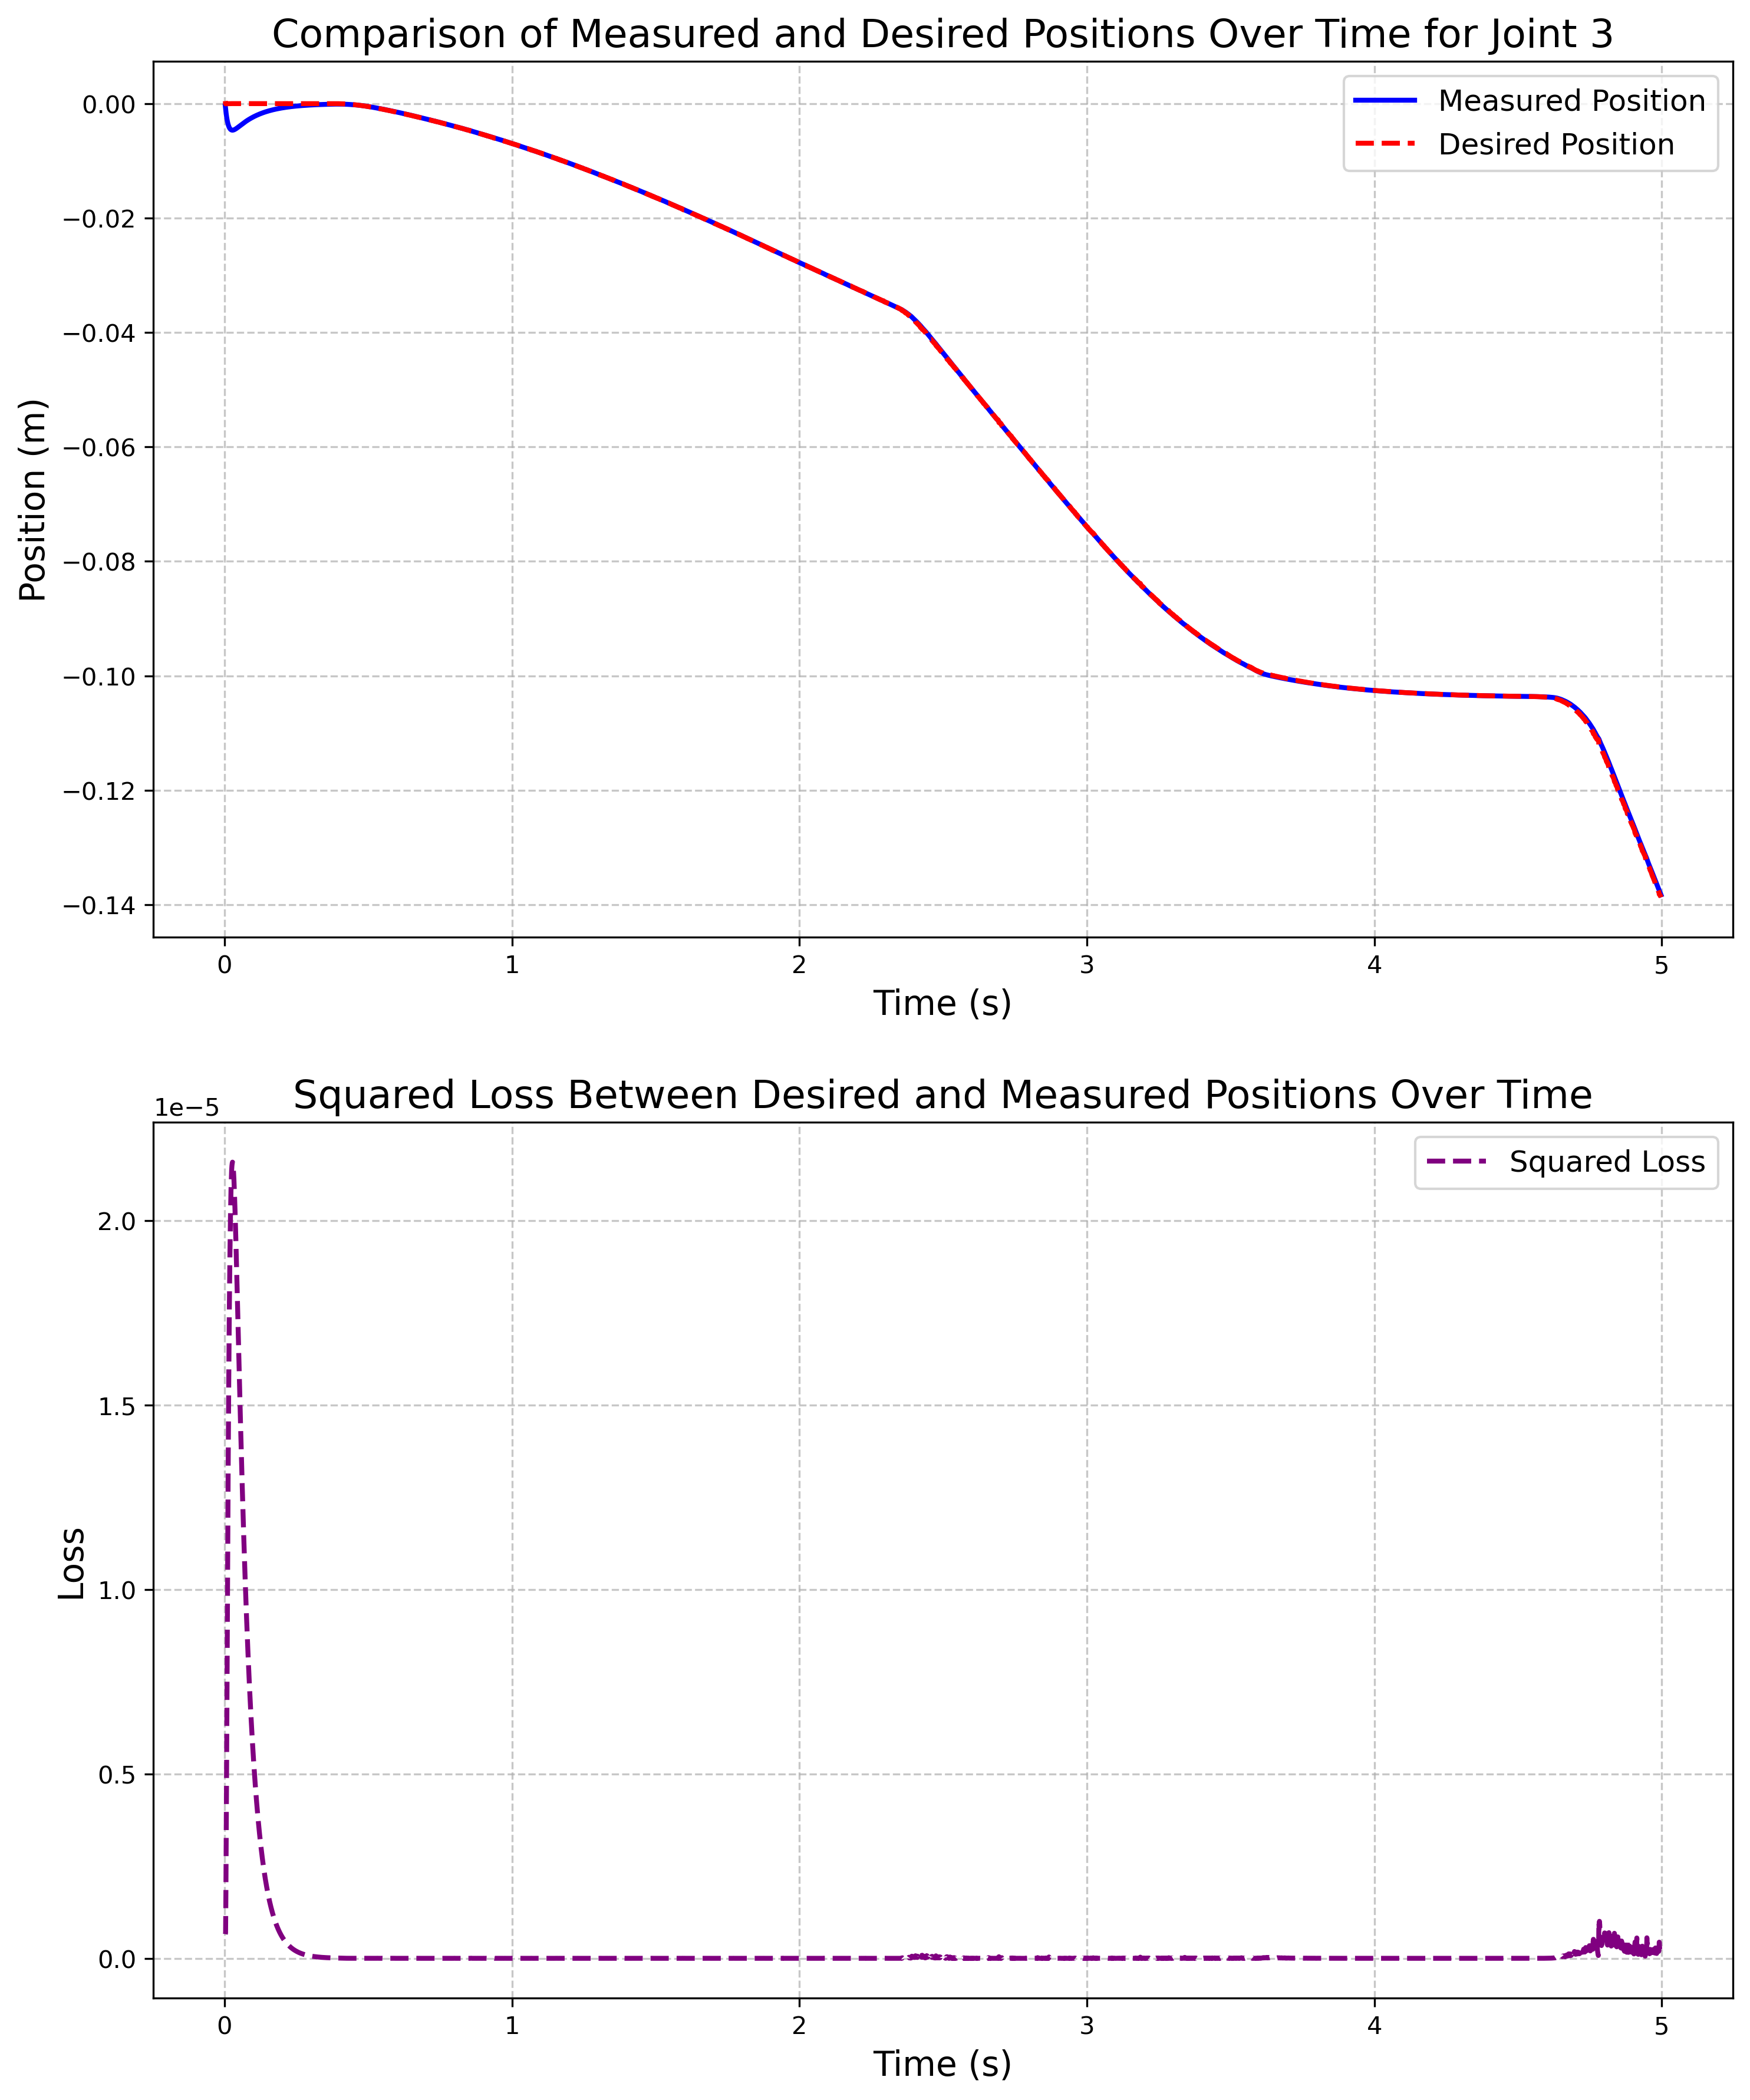 Comparison of Measured and Desired Positions Over Time for Joint 3
Measured Position
Desired Position
Position (m)
0.00
−0.02
−0.04
−0.06
−0.08
−0.10
−0.12
−0.14
0 1 2 3 4 5
Time (s)
Squared Loss Between Desired and Measured Positions Over Time
1e−5
Squared Loss
Loss
2.0
1.5
1.0
0.5
0.0
0 1 2 3 4 5
Time (s)